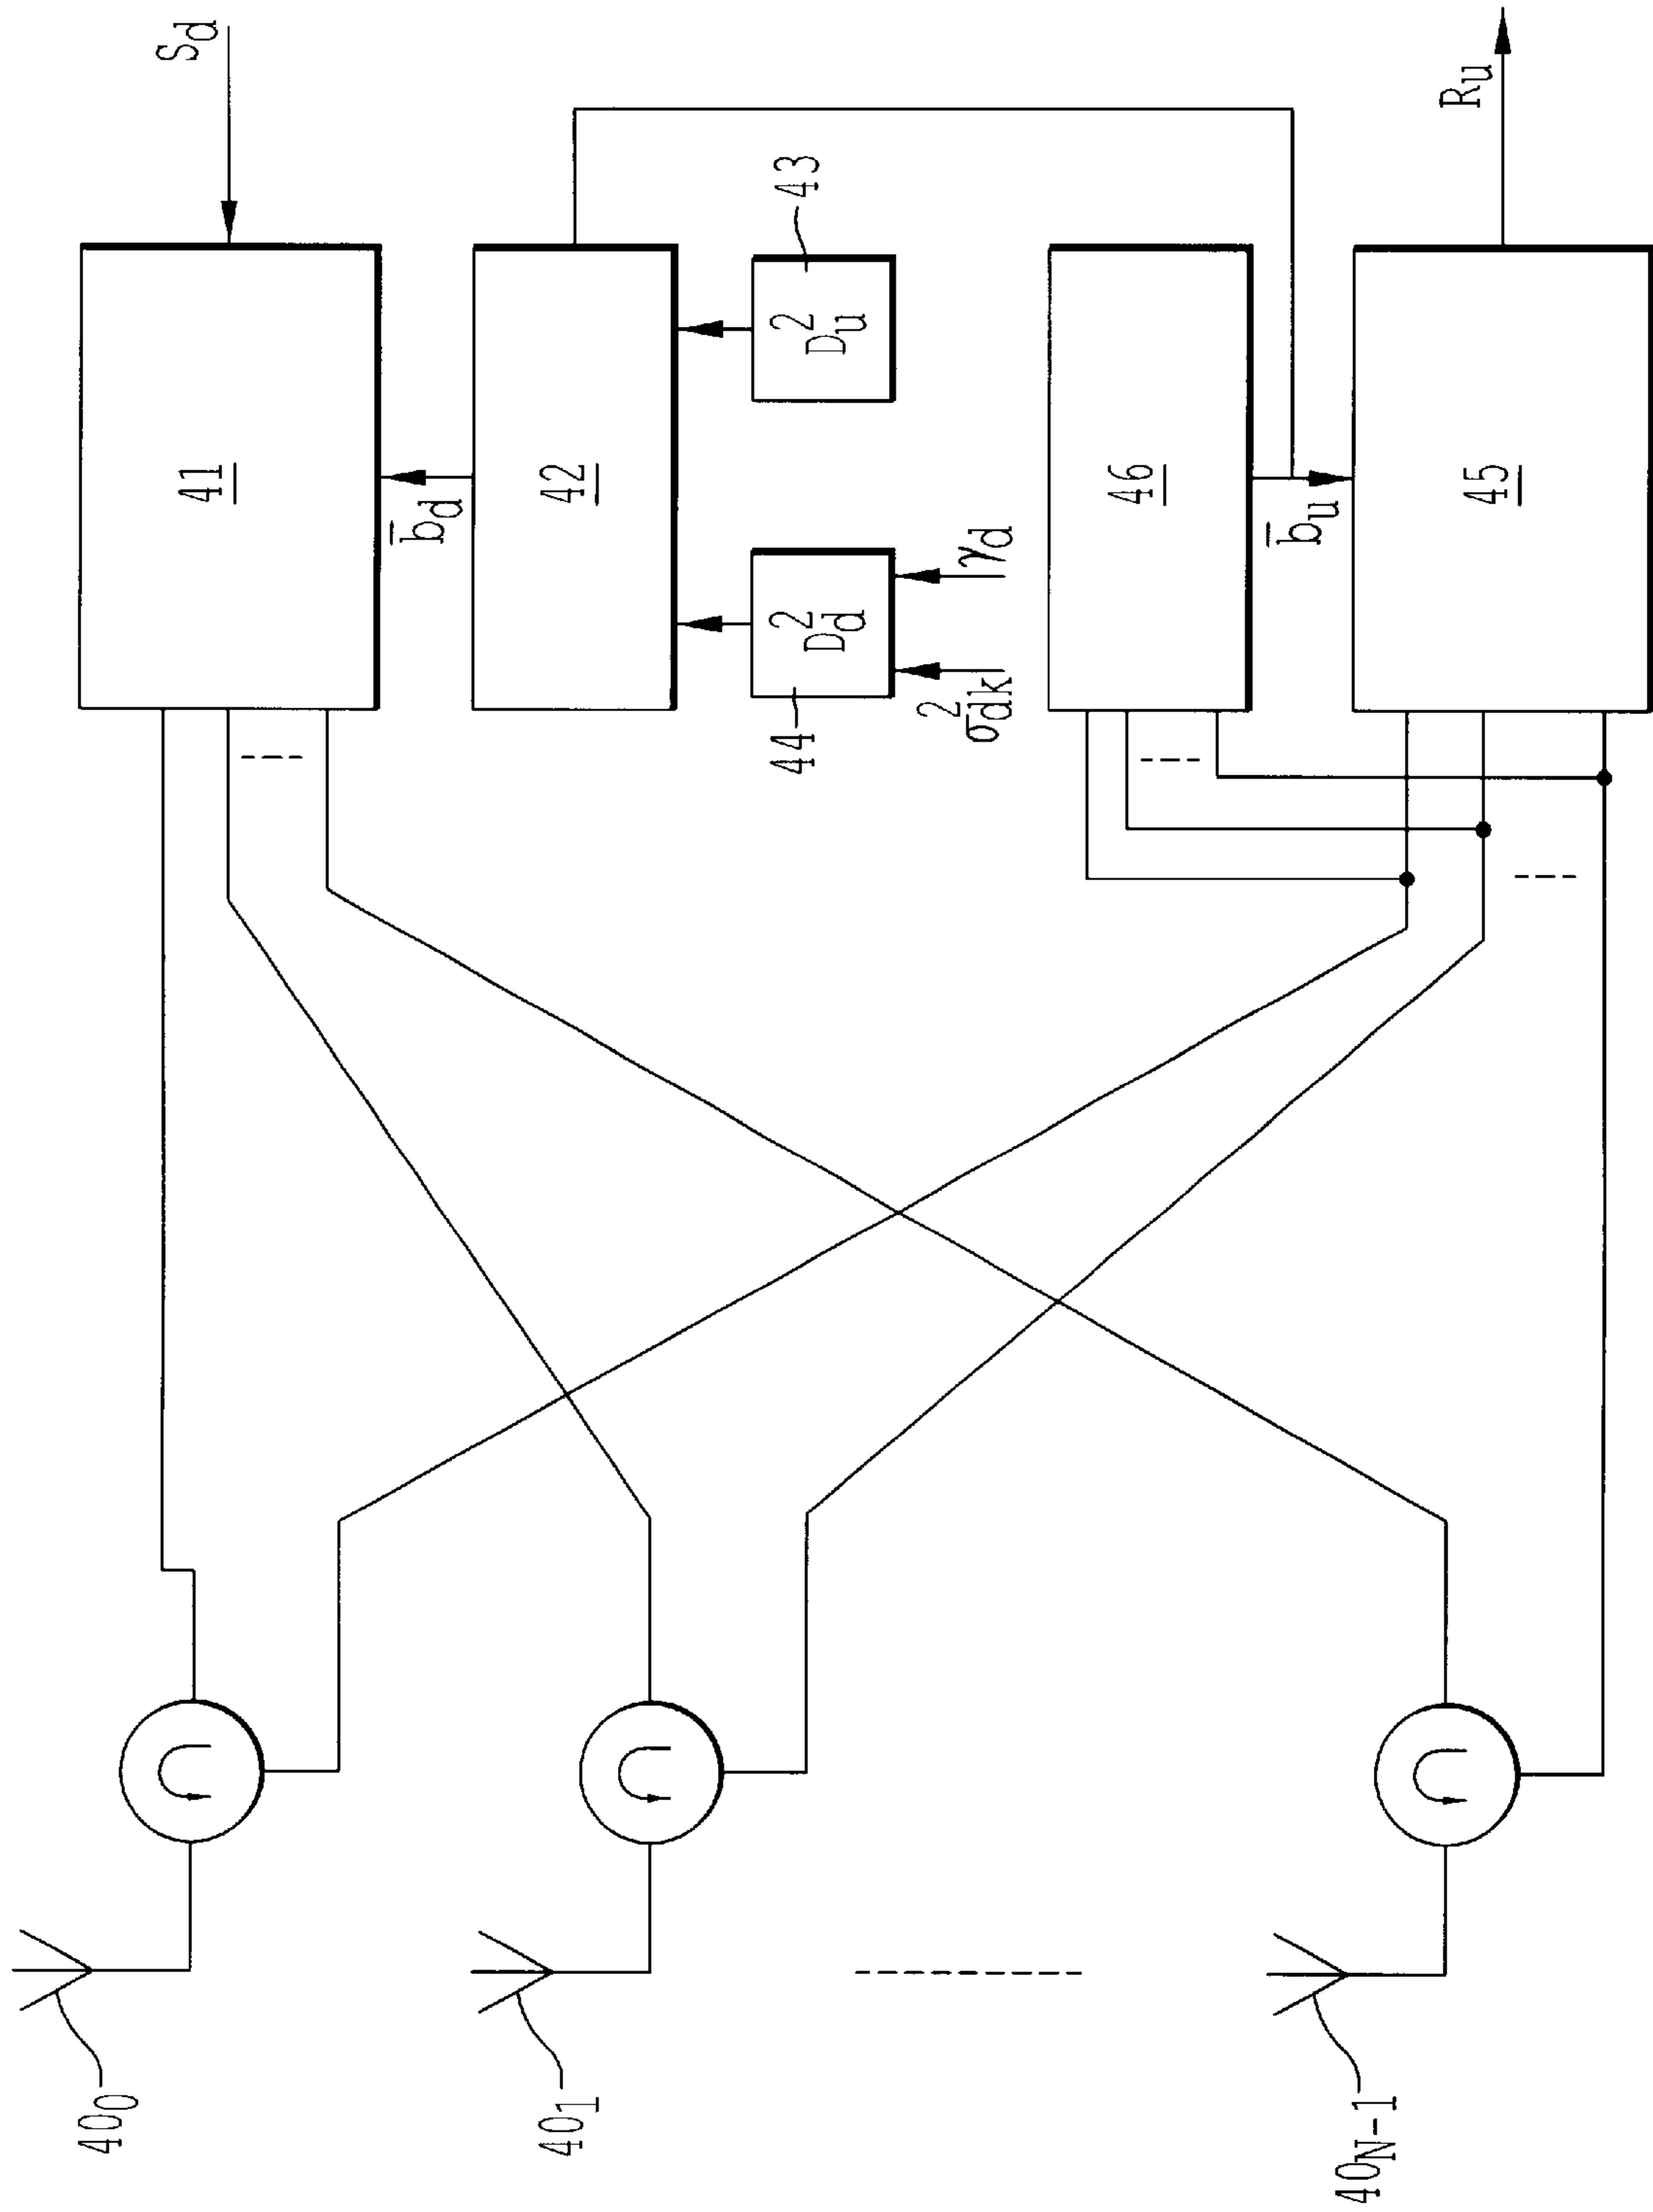 S_d
41
b̄_d
42
D_u^2
43
D_d^2
44
γ_d
σ_dk^2
46
b̄_u
45
R_u
40_0
40_1
40_N-1